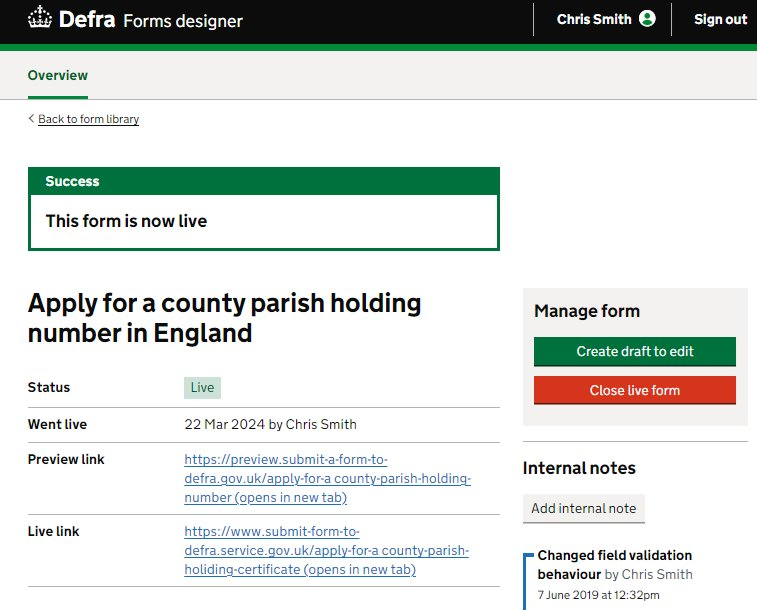 Defra Forms designer
Chris Smith
Sign out
Overview
Back to form library
Success
This form is now live
Apply for a county parish holding
number in England
Status Live
Went live 22 Mar 2024 by Chris Smith
Preview link https://preview.submit-a-form-to-
defra.gov.uk/apply-for-a county-parish-holding-
number (opens in new tab)
Live link https://www.submit-form-to-
defra.service.gov.uk/apply-for-a county-parish-
holiding-certificate (opens in new tab)
Manage form
Create draft to edit
Close live form
Internal notes
Add internal note
Changed field validation
behaviour by Chris Smith
7 June 2019 at 12:32pm